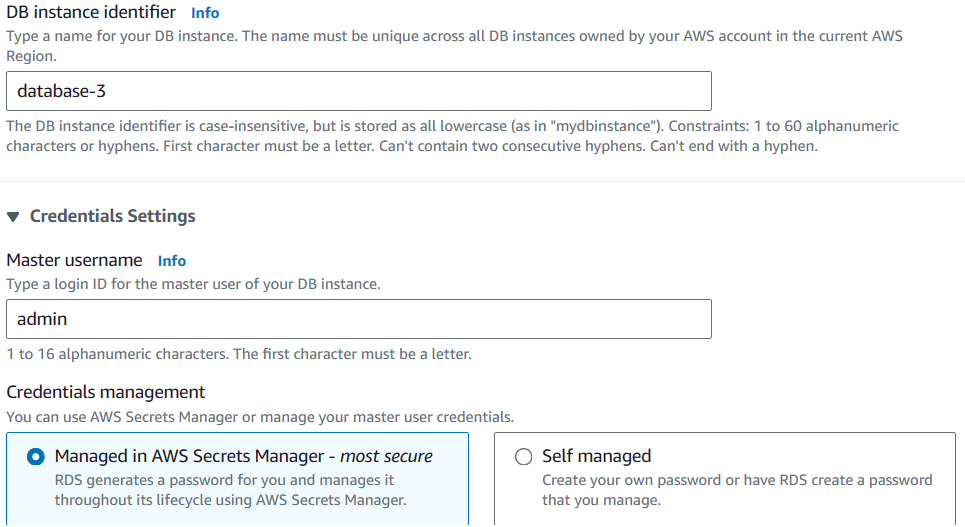 DB instance identifier Info
Type a name for your DB instance. The name must be unique across all DB instances owned by your AWS account in the current AWS
Region.
database-3
The DB instance identifier is case-insensitive, but is stored as all lowercase (as in "mydbinstance"). Constraints: 1 to 60 alphanumeric
characters or hyphens. First character must be a letter. Can't contain two consecutive hyphens. Can't end with a hyphen.
Credentials Settings
Master username Info
Type a login ID for the master user of your DB instance.
admin
1 to 16 alphanumeric characters. The first character must be a letter.
Credentials management
You can use AWS Secrets Manager or manage your master user credentials.
Managed in AWS Secrets Manager - most secure
RDS generates a password for you and manages it
throughout its lifecycle using AWS Secrets Manager.
Self managed
Create your own password or have RDS create a password
that you manage.